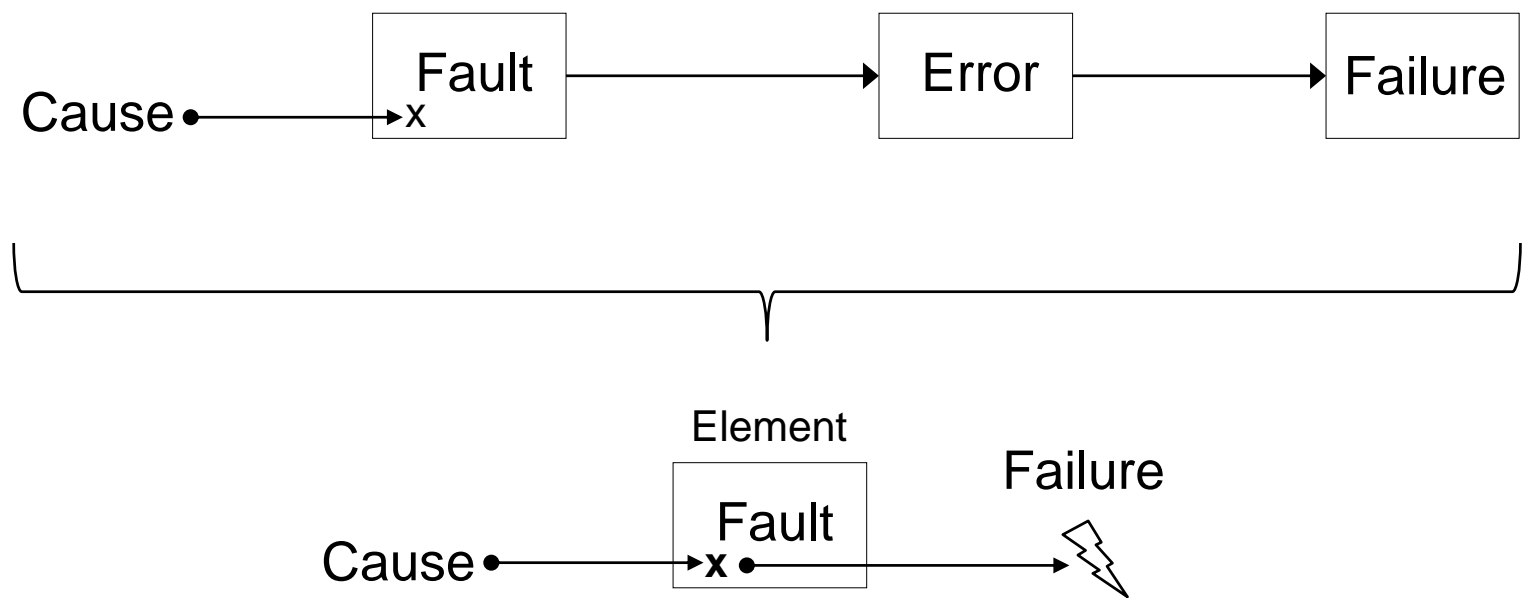 Fault
Error
Failure
Cause
x
Element
Failure
Fault
Cause
x